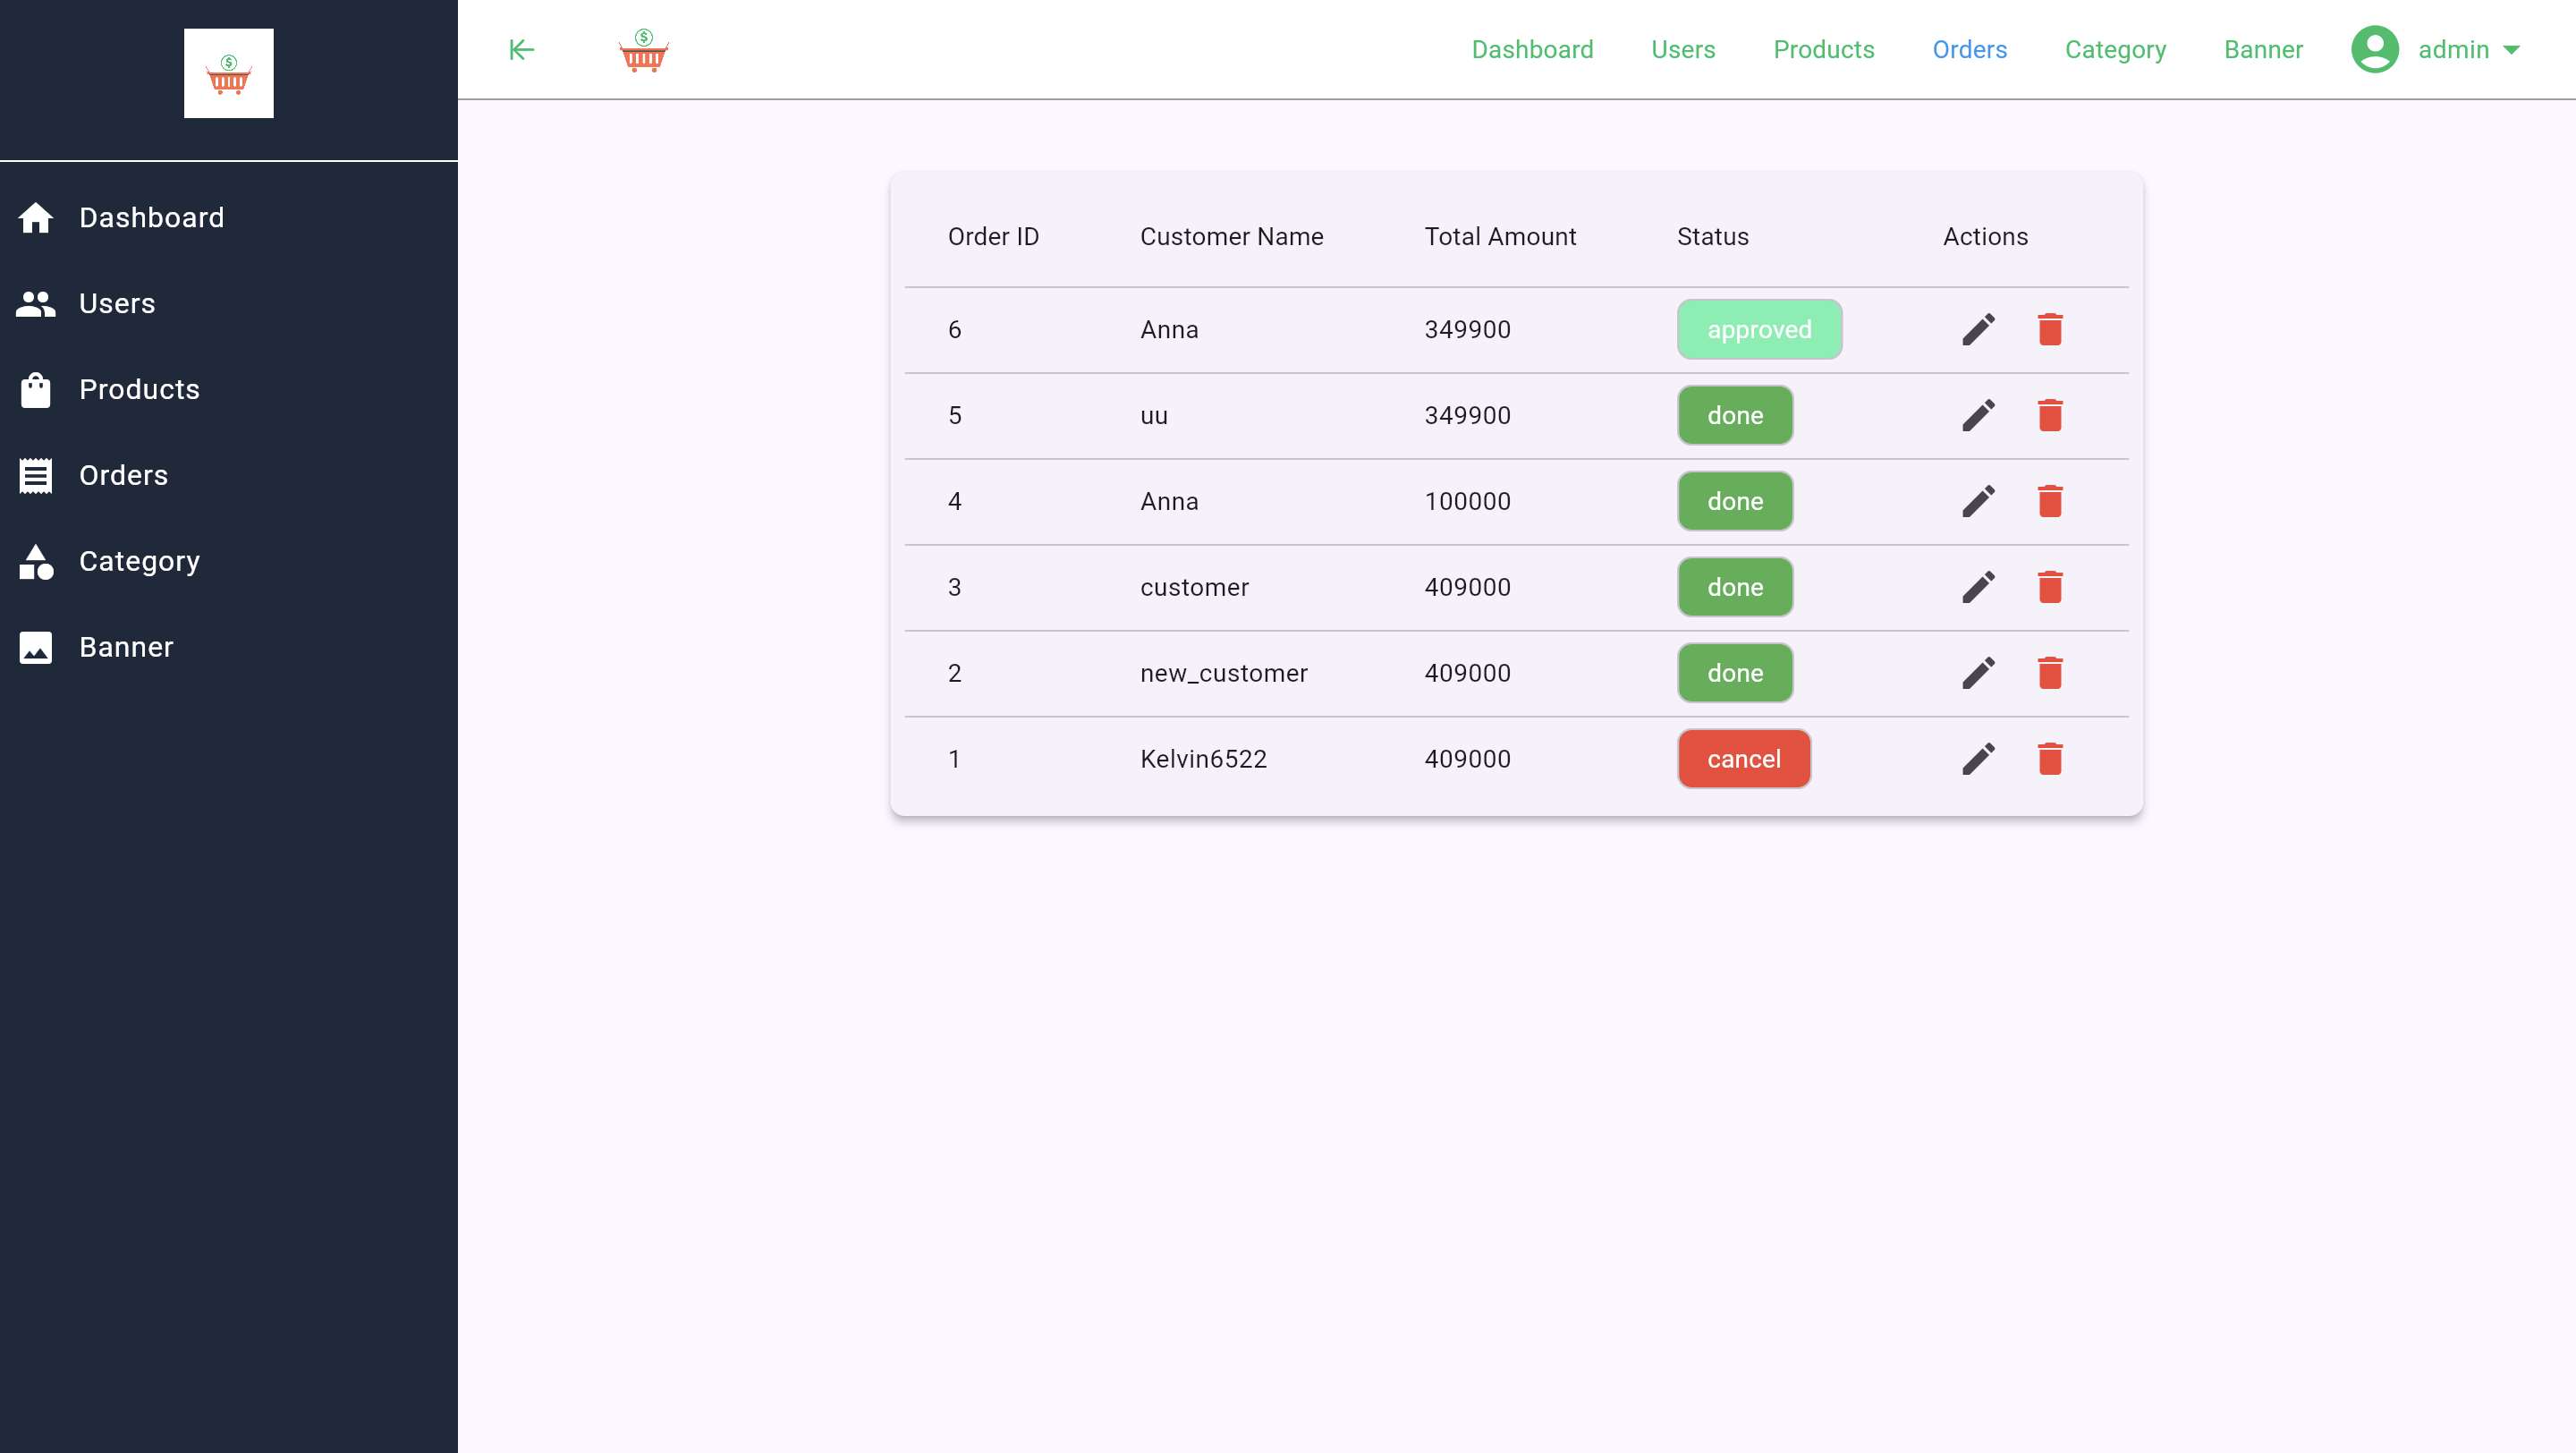 Dashboard Users Products Orders Category Banner admin
Dashboard
Users
Products
Orders
Category
Banner
Order ID Customer Name Total Amount Status Actions
6 Anna 349900 approved
5 uu 349900 done
4 Anna 100000 done
3 customer 409000 done
2 new_customer 409000 done
1 Kelvin6522 409000 cancel